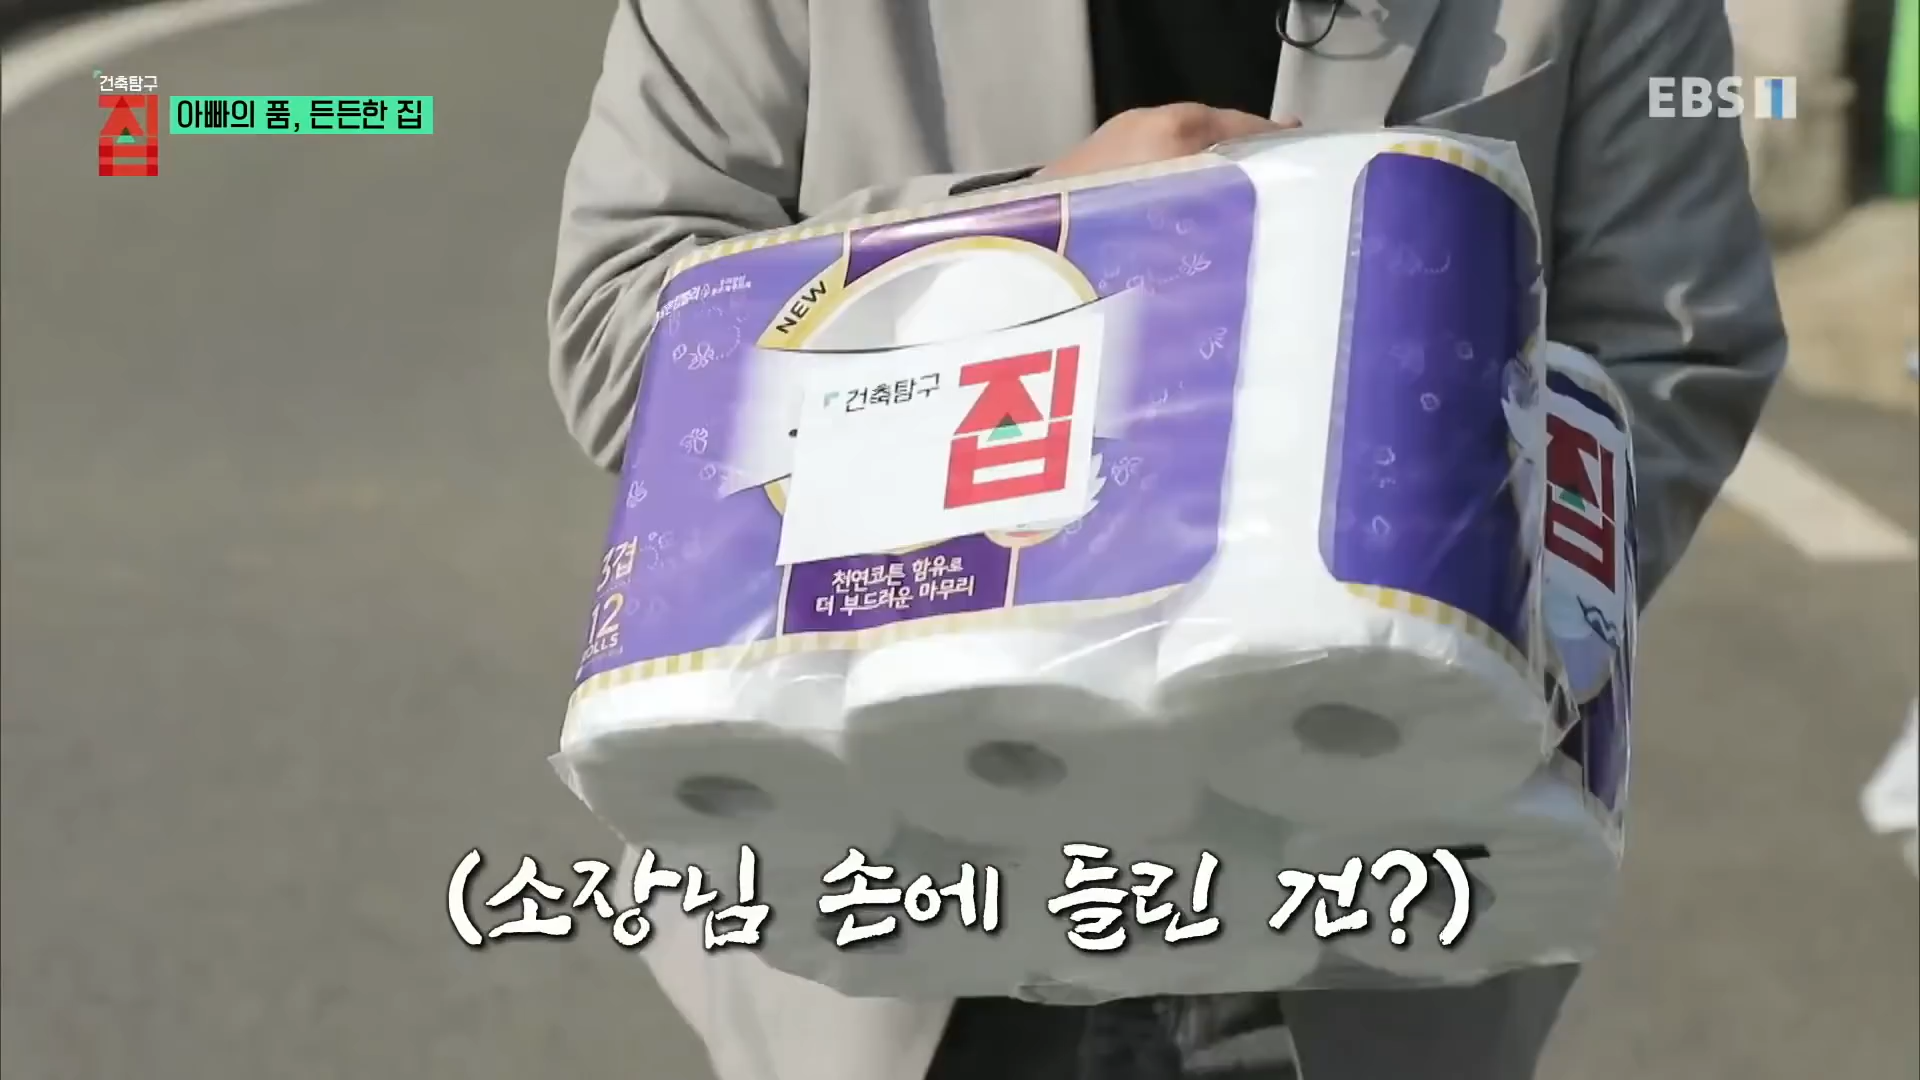 건축탐구
집
아빠의 품, 든든한 집
EBS 1
NEW
건축탐구
집
집
3겹
12
ROLLS
천연코튼 함유로
더 부드러운 마무리
(소장님 손에 들린 건?)